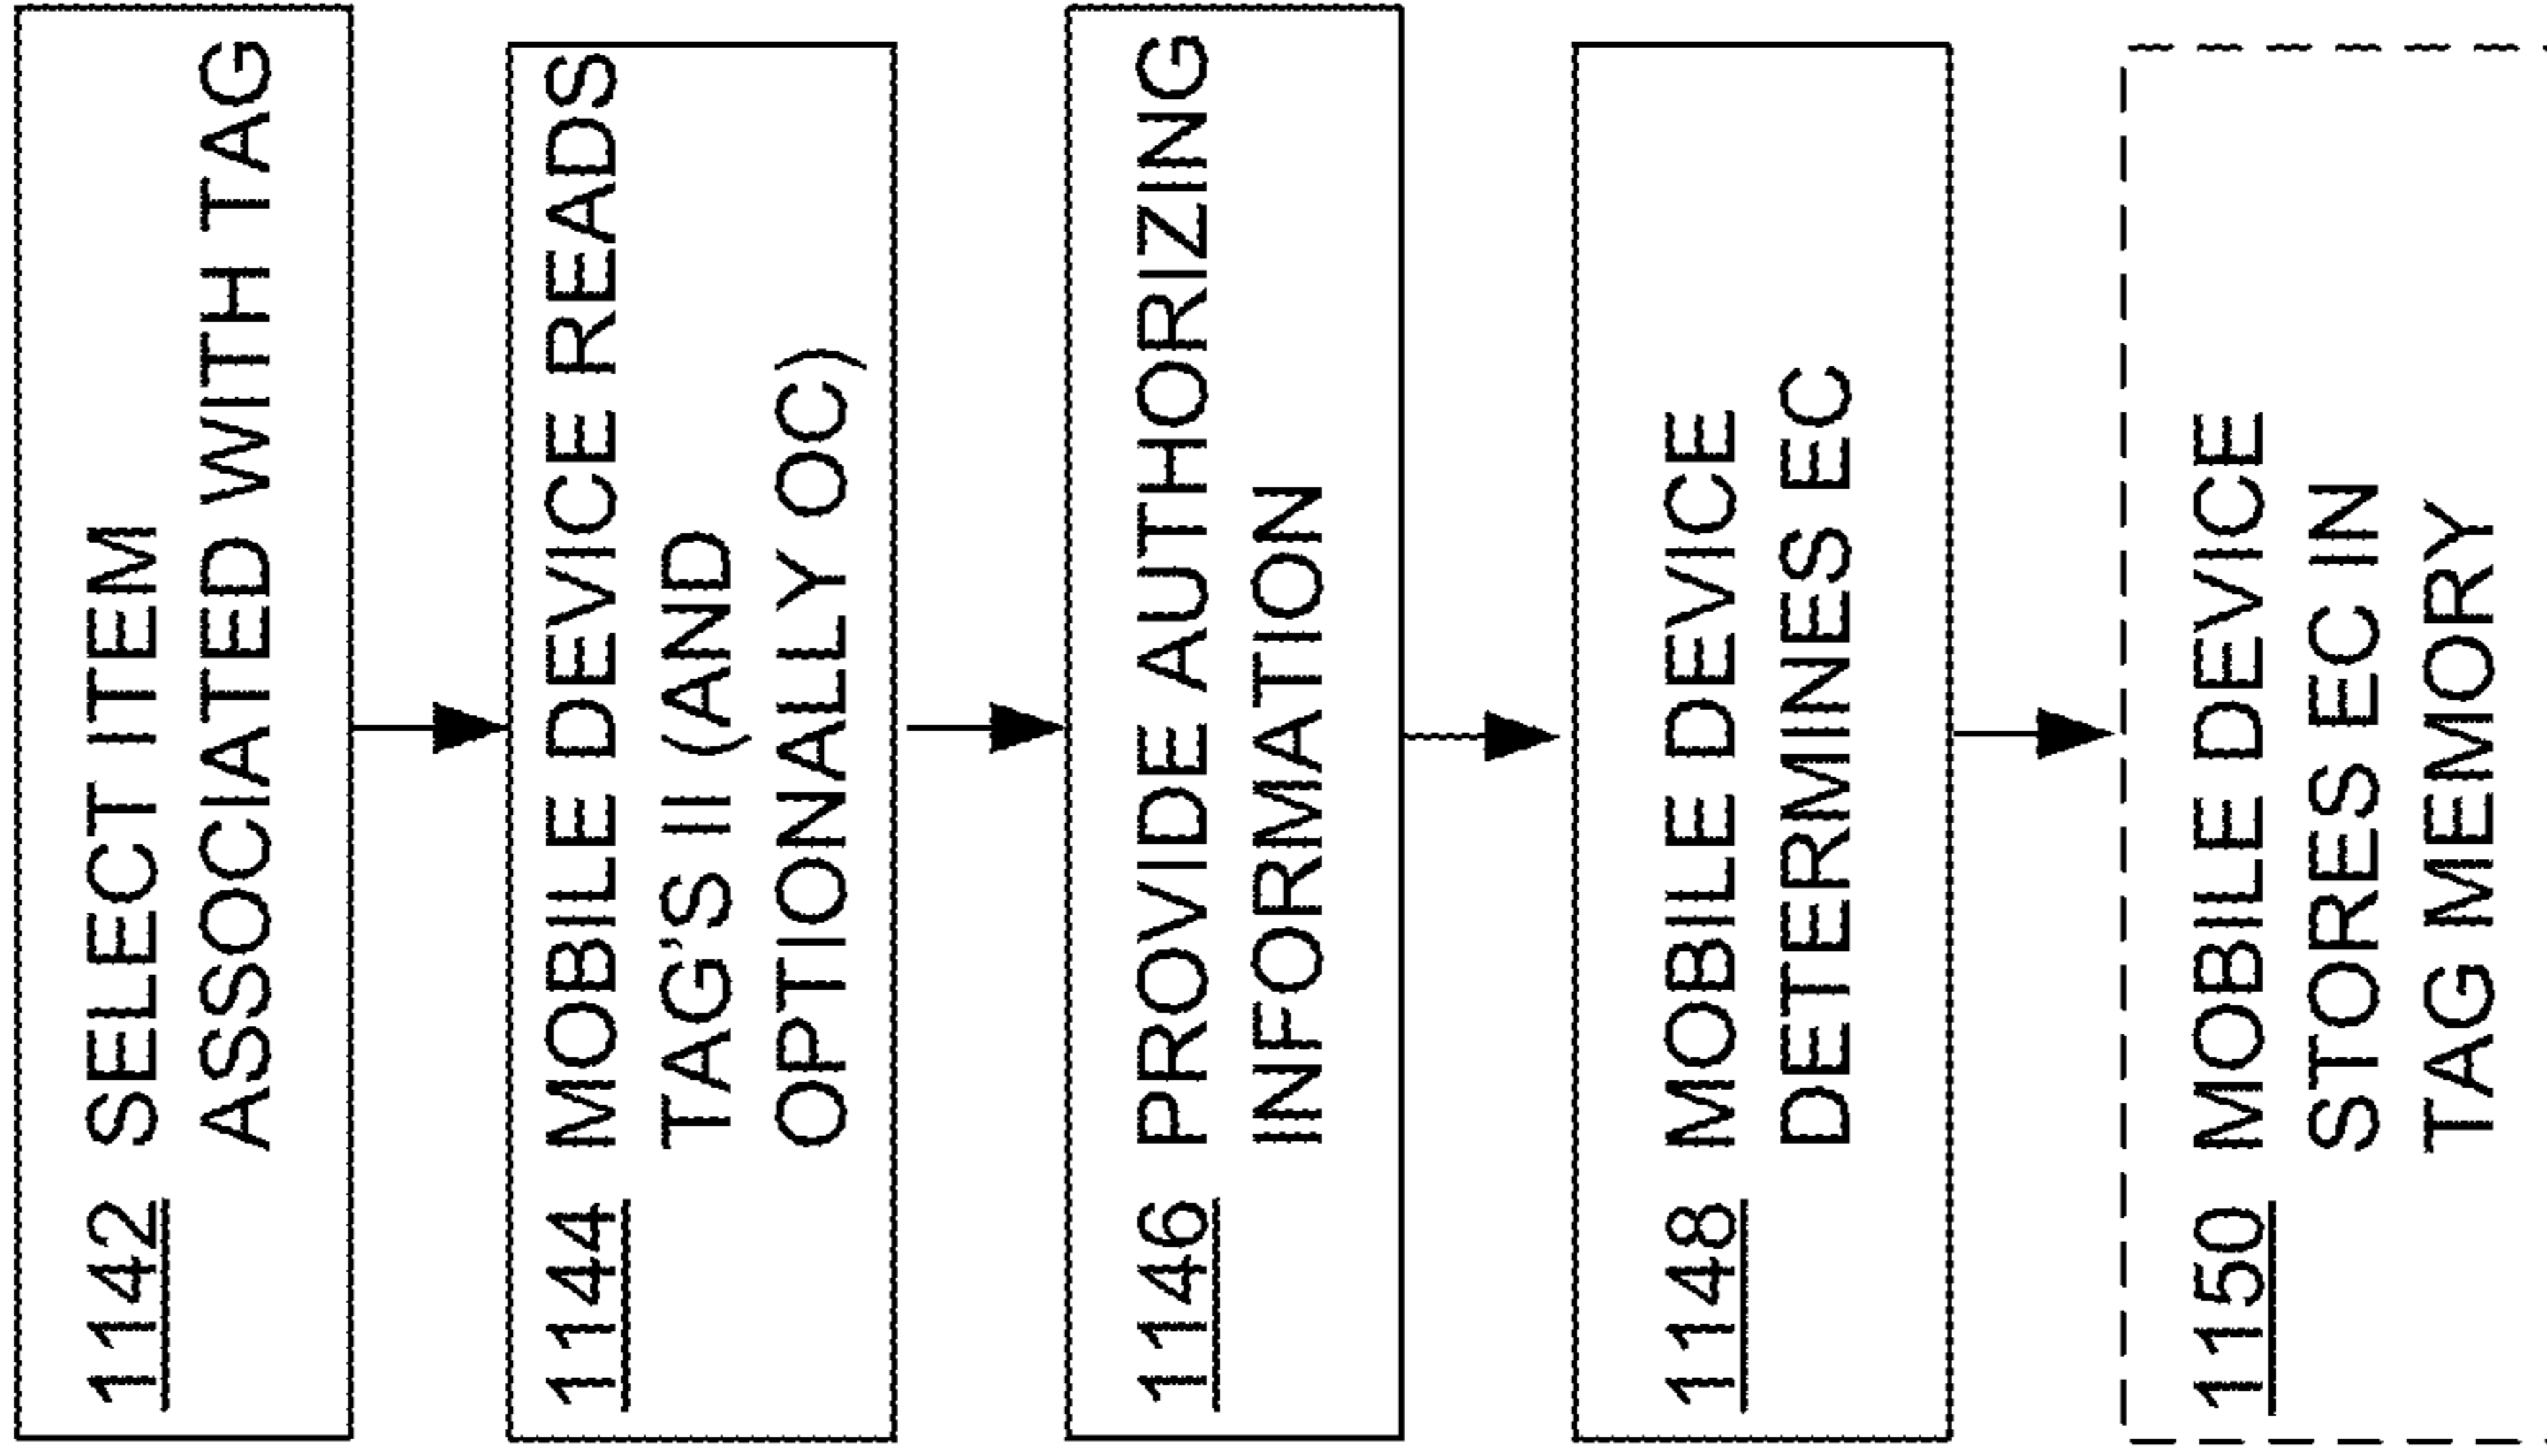 1142 SELECT ITEM
ASSOCIATED WITH TAG
1144 MOBILE DEVICE READS
TAG'S III (AND
OPTIONALLY OC)
1146 PROVIDE AUTHORIZING
INFORMATION
1148 MOBILE DEVICE
DETERMINES EC
1150 MOBILE DEVICE
STORES EC IN
TAG MEMORY